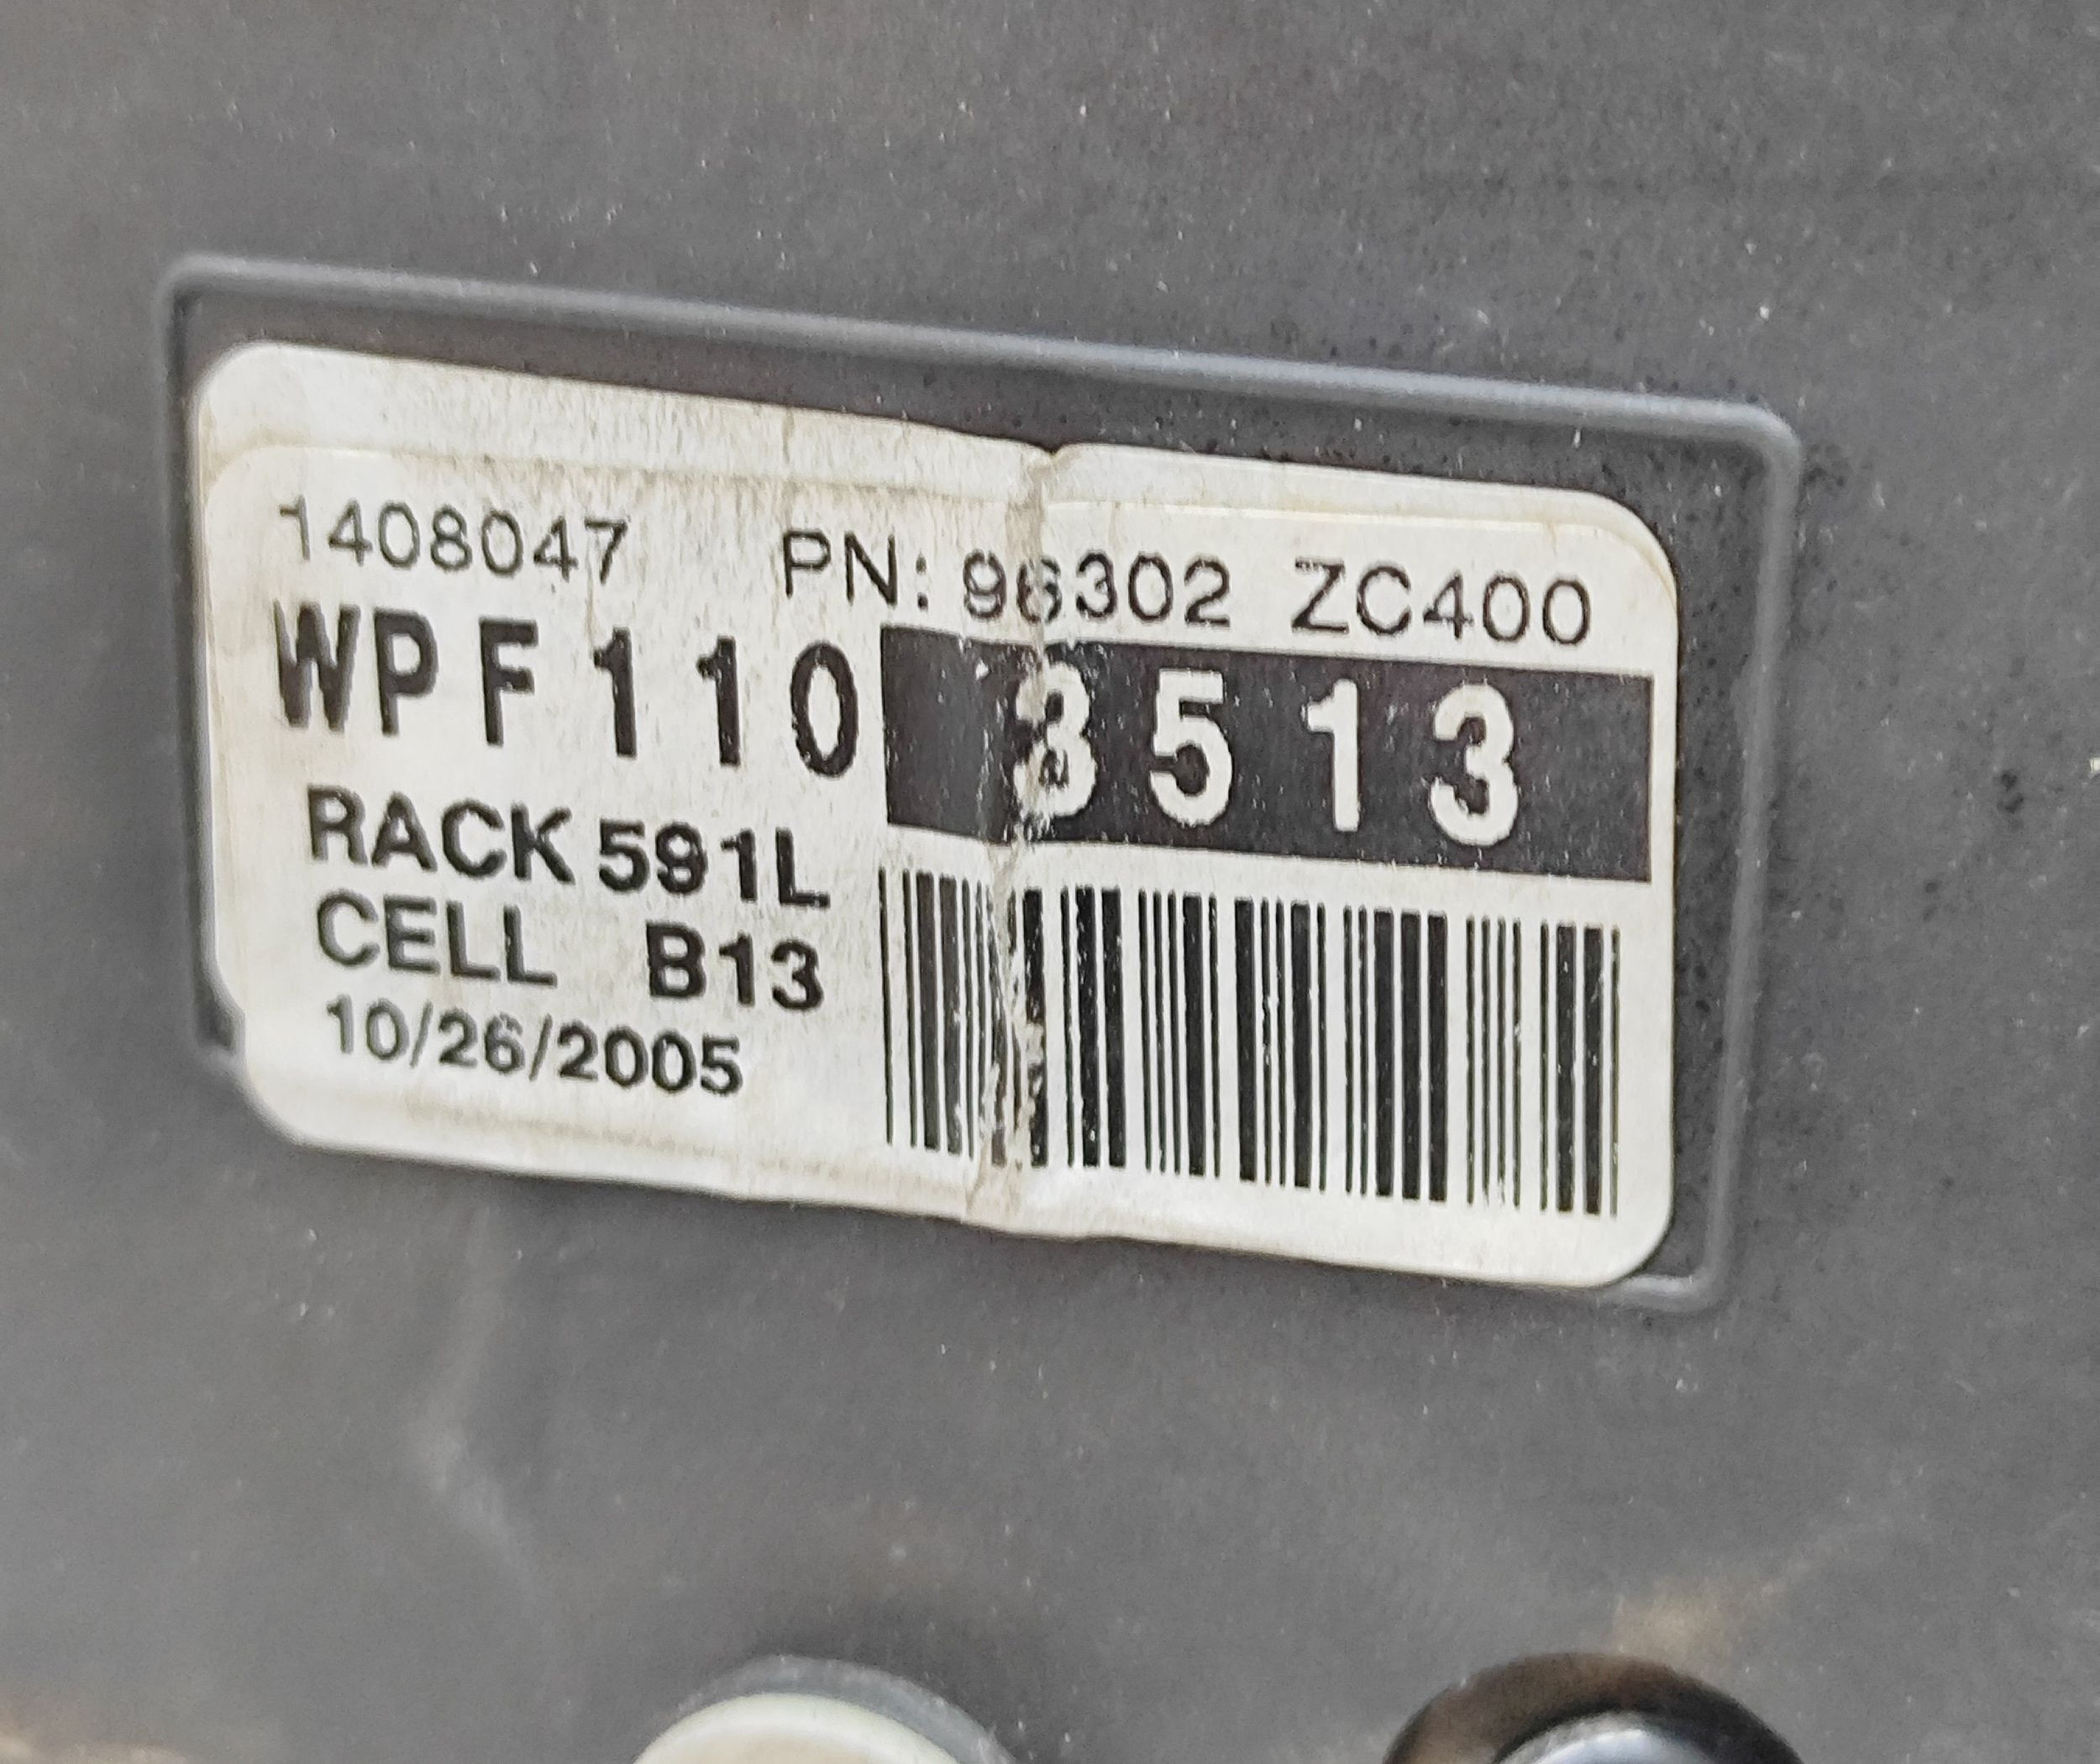 1408047 PN: 96302 ZC400
WPF110 3513
RACK 591L
CELL B13
10/26/2005